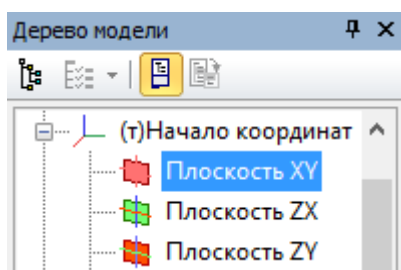 Дерево модели
(т)Начало координат
Плоскость XY
Плоскость ZX
Плоскость ZY